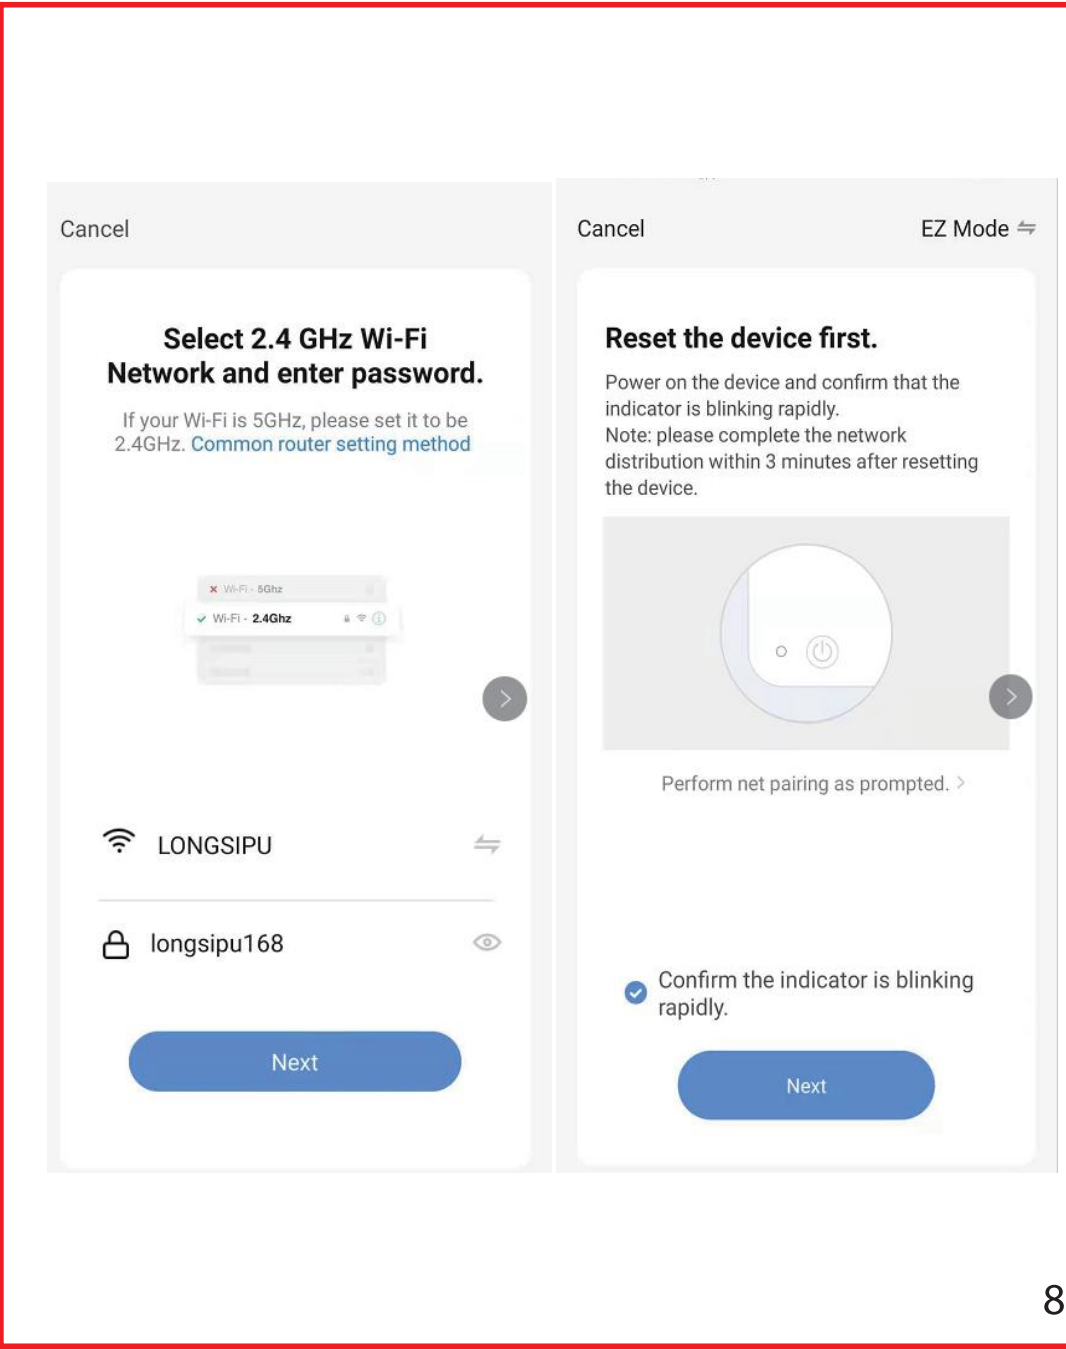 Cancel
Select 2.4 GHz Wi-Fi
Network and enter password.
If your Wi-Fi is 5GHz, please set it to be
2.4GHz. Common router setting method
Wi-Fi - 5Ghz
Wi-Fi - 2.4Ghz
LONGSIPU
longsipu168
Next
Cancel
EZ Mode
Reset the device first.
Power on the device and confirm that the
indicator is blinking rapidly.
Note: please complete the network
distribution within 3 minutes after resetting
the device.
Perform net pairing as prompted. >
Confirm the indicator is blinking
rapidly.
Next
8